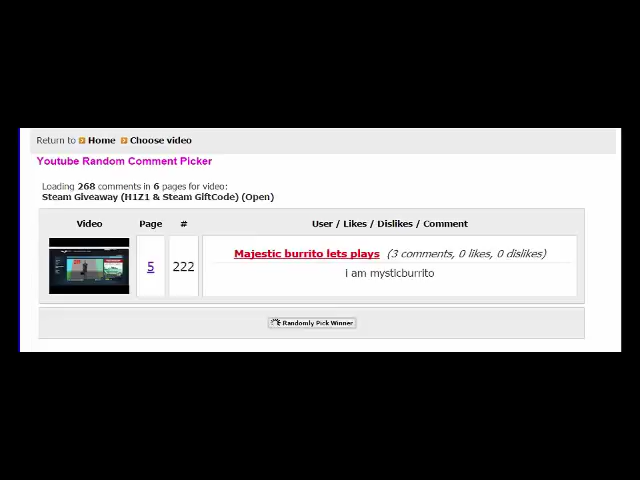 Return to Home Choose video
Youtube Random Comment Picker
Loading 268 comments in 6 pages for video:
Steam Giveaway (H1Z1 & Steam GiftCode) (Open)
Video Page # User / Likes / Dislikes / Comment
5 222 Majestic burrito lets plays (3 comments, 0 likes, 0 dislikes)
i am mysticburrito
Randomly Pick Winner